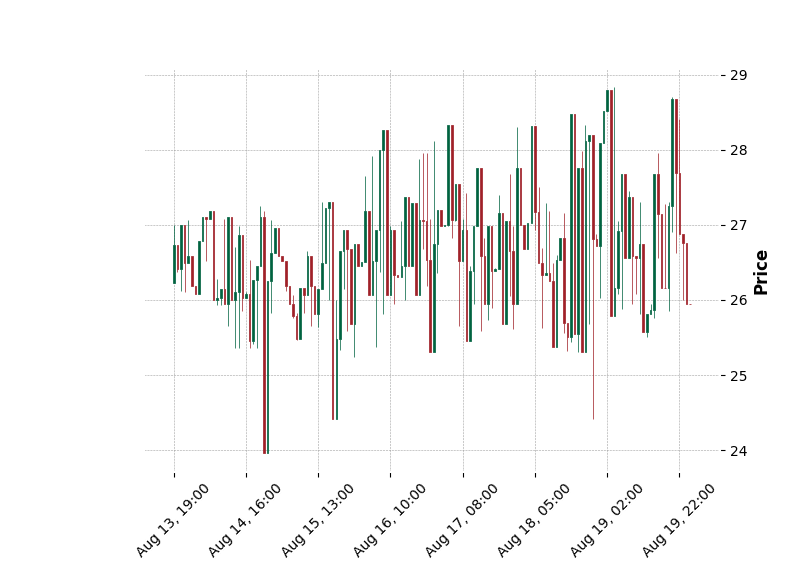 29
28
27
26
25
24
Price
Aug 13, 19:00
Aug 14, 16:00
Aug 15, 13:00
Aug 16, 10:00
Aug 17, 08:00
Aug 18, 05:00
Aug 19, 02:00
Aug 19, 22:00